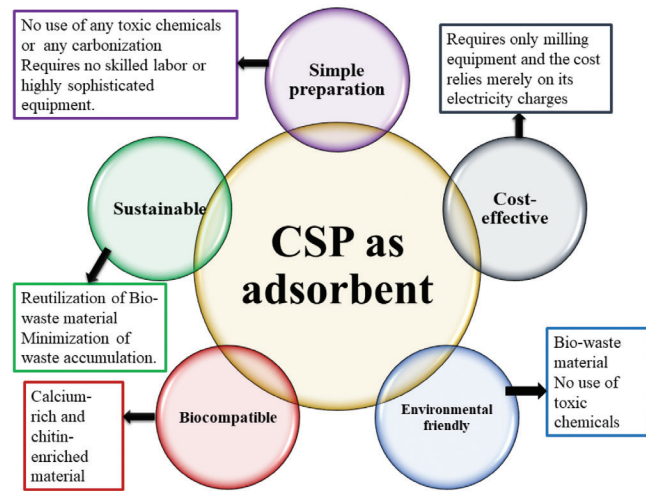 No use of any toxic chemicals
or any carbonization
Requires no skilled labor or
highly sophisticated
equipment.
Simple
preparation
Requires only milling
equipment and the cost
relies merely on its
electricity charges
Sustainable
Cost-
effective
CSP as
adsorbent
Reutilization of Bio-
waste material
Minimization of
waste accumulation.
Bio-waste
material
No use of
toxic
chemicals
Calcium-
rich and
chitin-
enriched
material
Biocompatible
Environmental
friendly